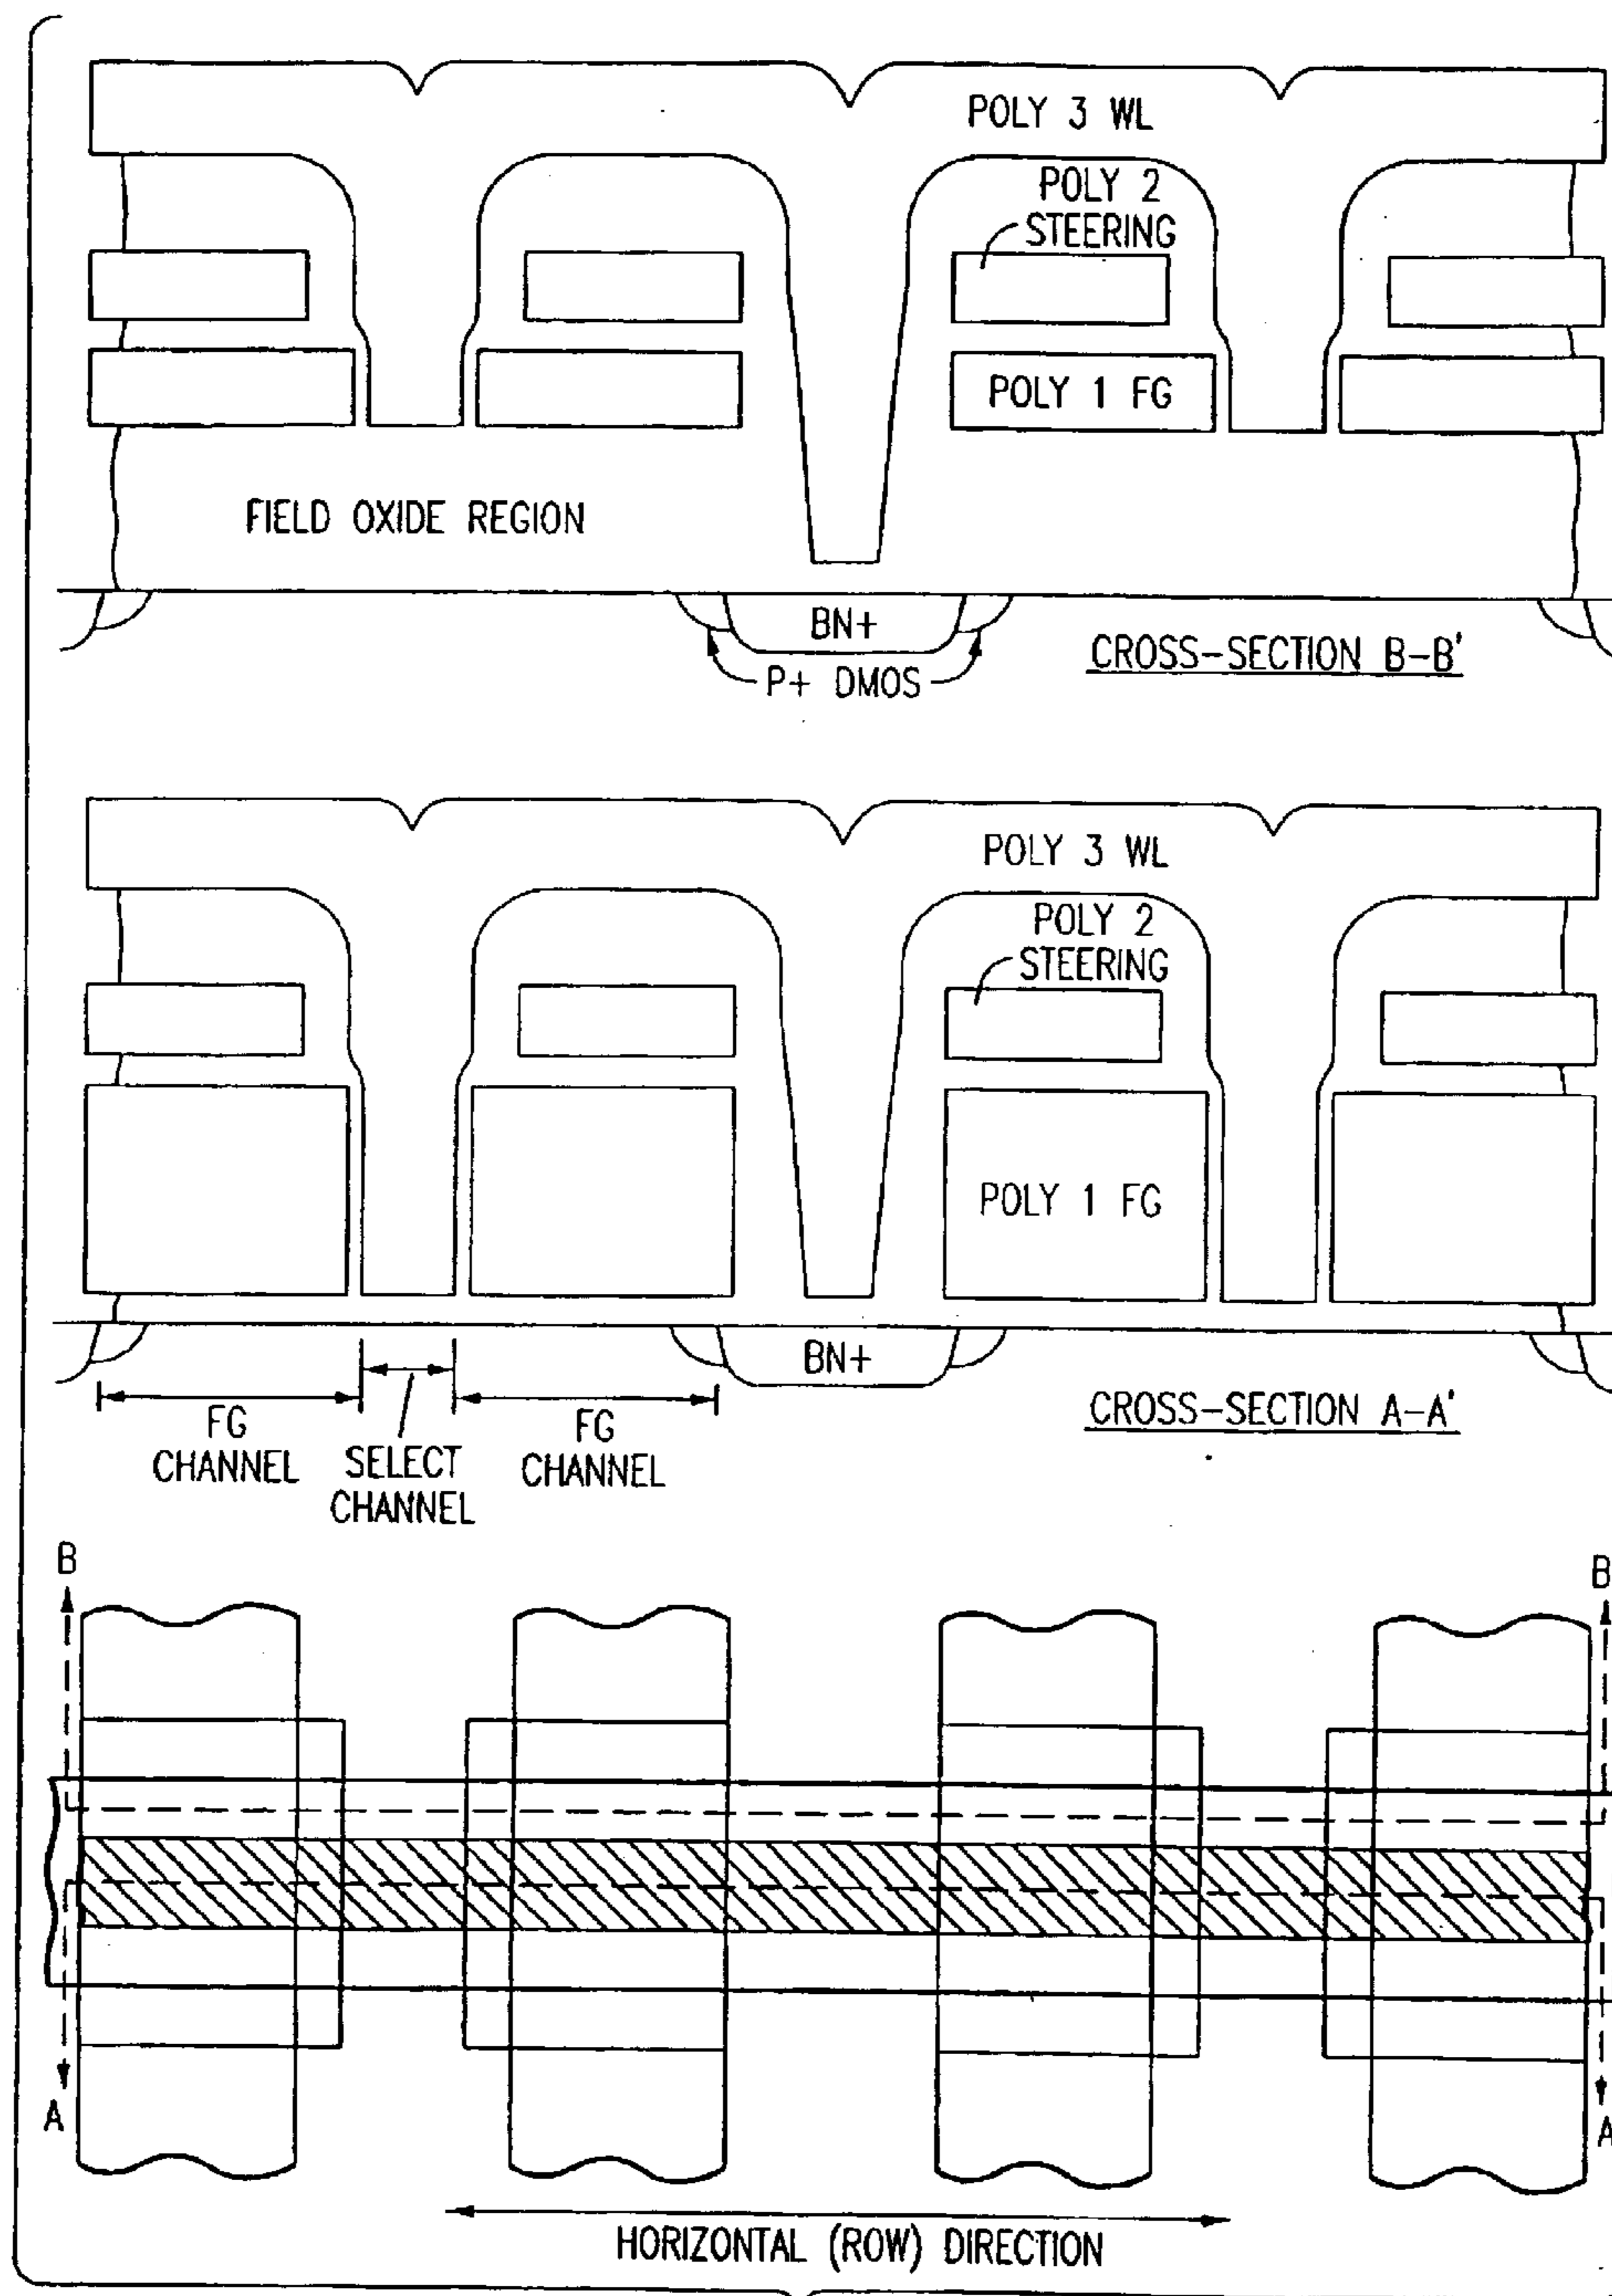 POLY 3 WL
POLY 2
STEERING
POLY 1 FG
FIELD OXIDE REGION
BN+
P+ DMOS
CROSS-SECTION B-B'
POLY 3 WL
POLY 2
STEERING
POLY 1 FG
BN+
CROSS-SECTION A-A'
FG
CHANNEL
SELECT
CHANNEL
FG
CHANNEL
B
B
A
A
HORIZONTAL (ROW) DIRECTION